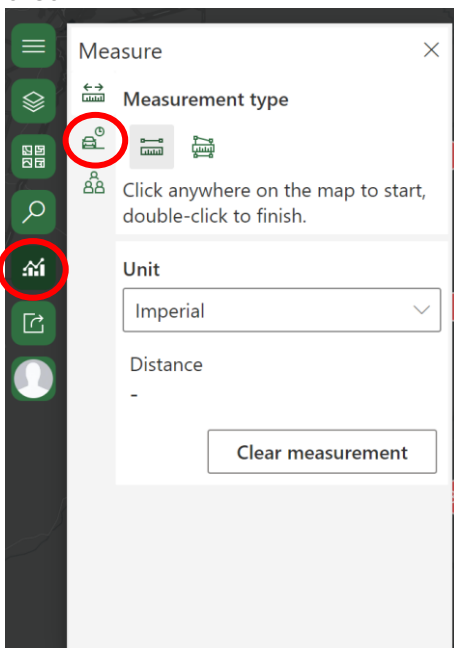 Measure
Measurement type
Click anywhere on the map to start,
double-click to finish.
Unit
Imperial
Distance
-
Clear measurement